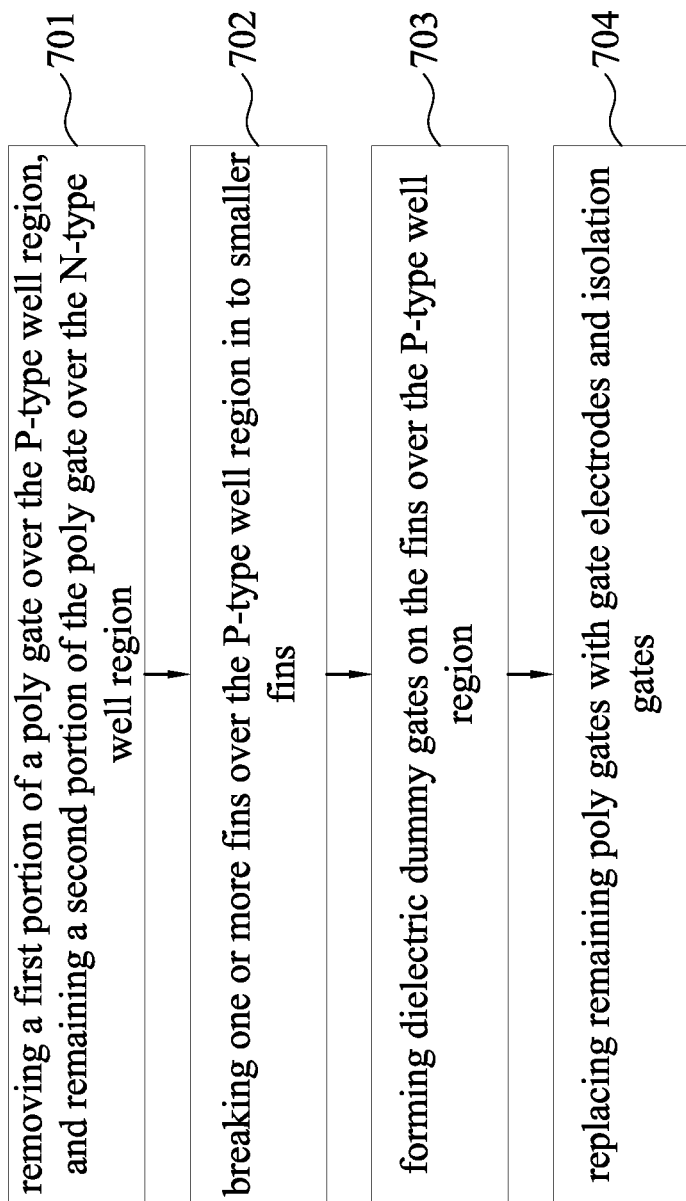 removing a first portion of a poly gate over the P-type well region,
and remaining a second portion of the poly gate over the N-type
well region
701
breaking one or more fins over the P-type well region in to smaller
fins
702
forming dielectric dummy gates on the fins over the P-type well
region
703
replacing remaining poly gates with gate electrodes and isolation
gates
704